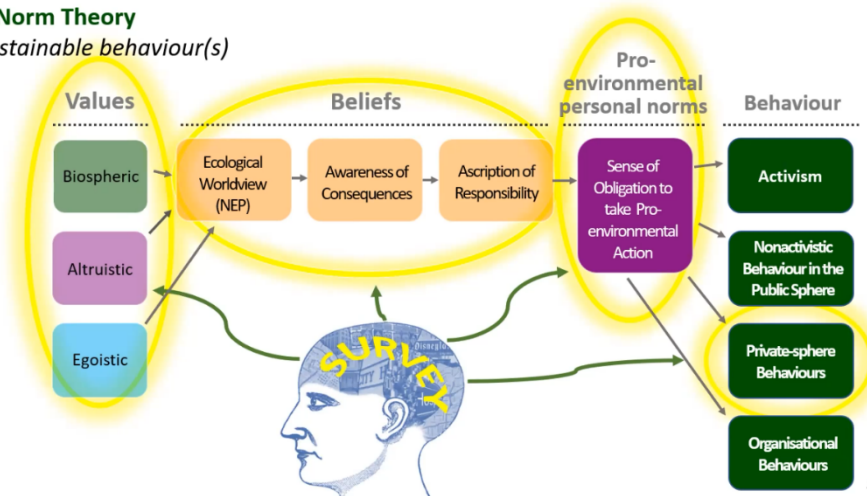 Norm Theory
stainable behaviour(s)
Values
Beliefs
Pro-
environmental
personal norms
Behaviour
Biospheric
Altruistic
Egoistic
Ecological
Worldview
(NEP)
Awareness of
Consequences
Ascription of
Responsibility
Sense of
Obligation to
take Pro-
environmental
Action
Activism
Nonactivistic
Behaviour in the
Public Sphere
Private-sphere
Behaviours
Organisational
Behaviours
SURVEY